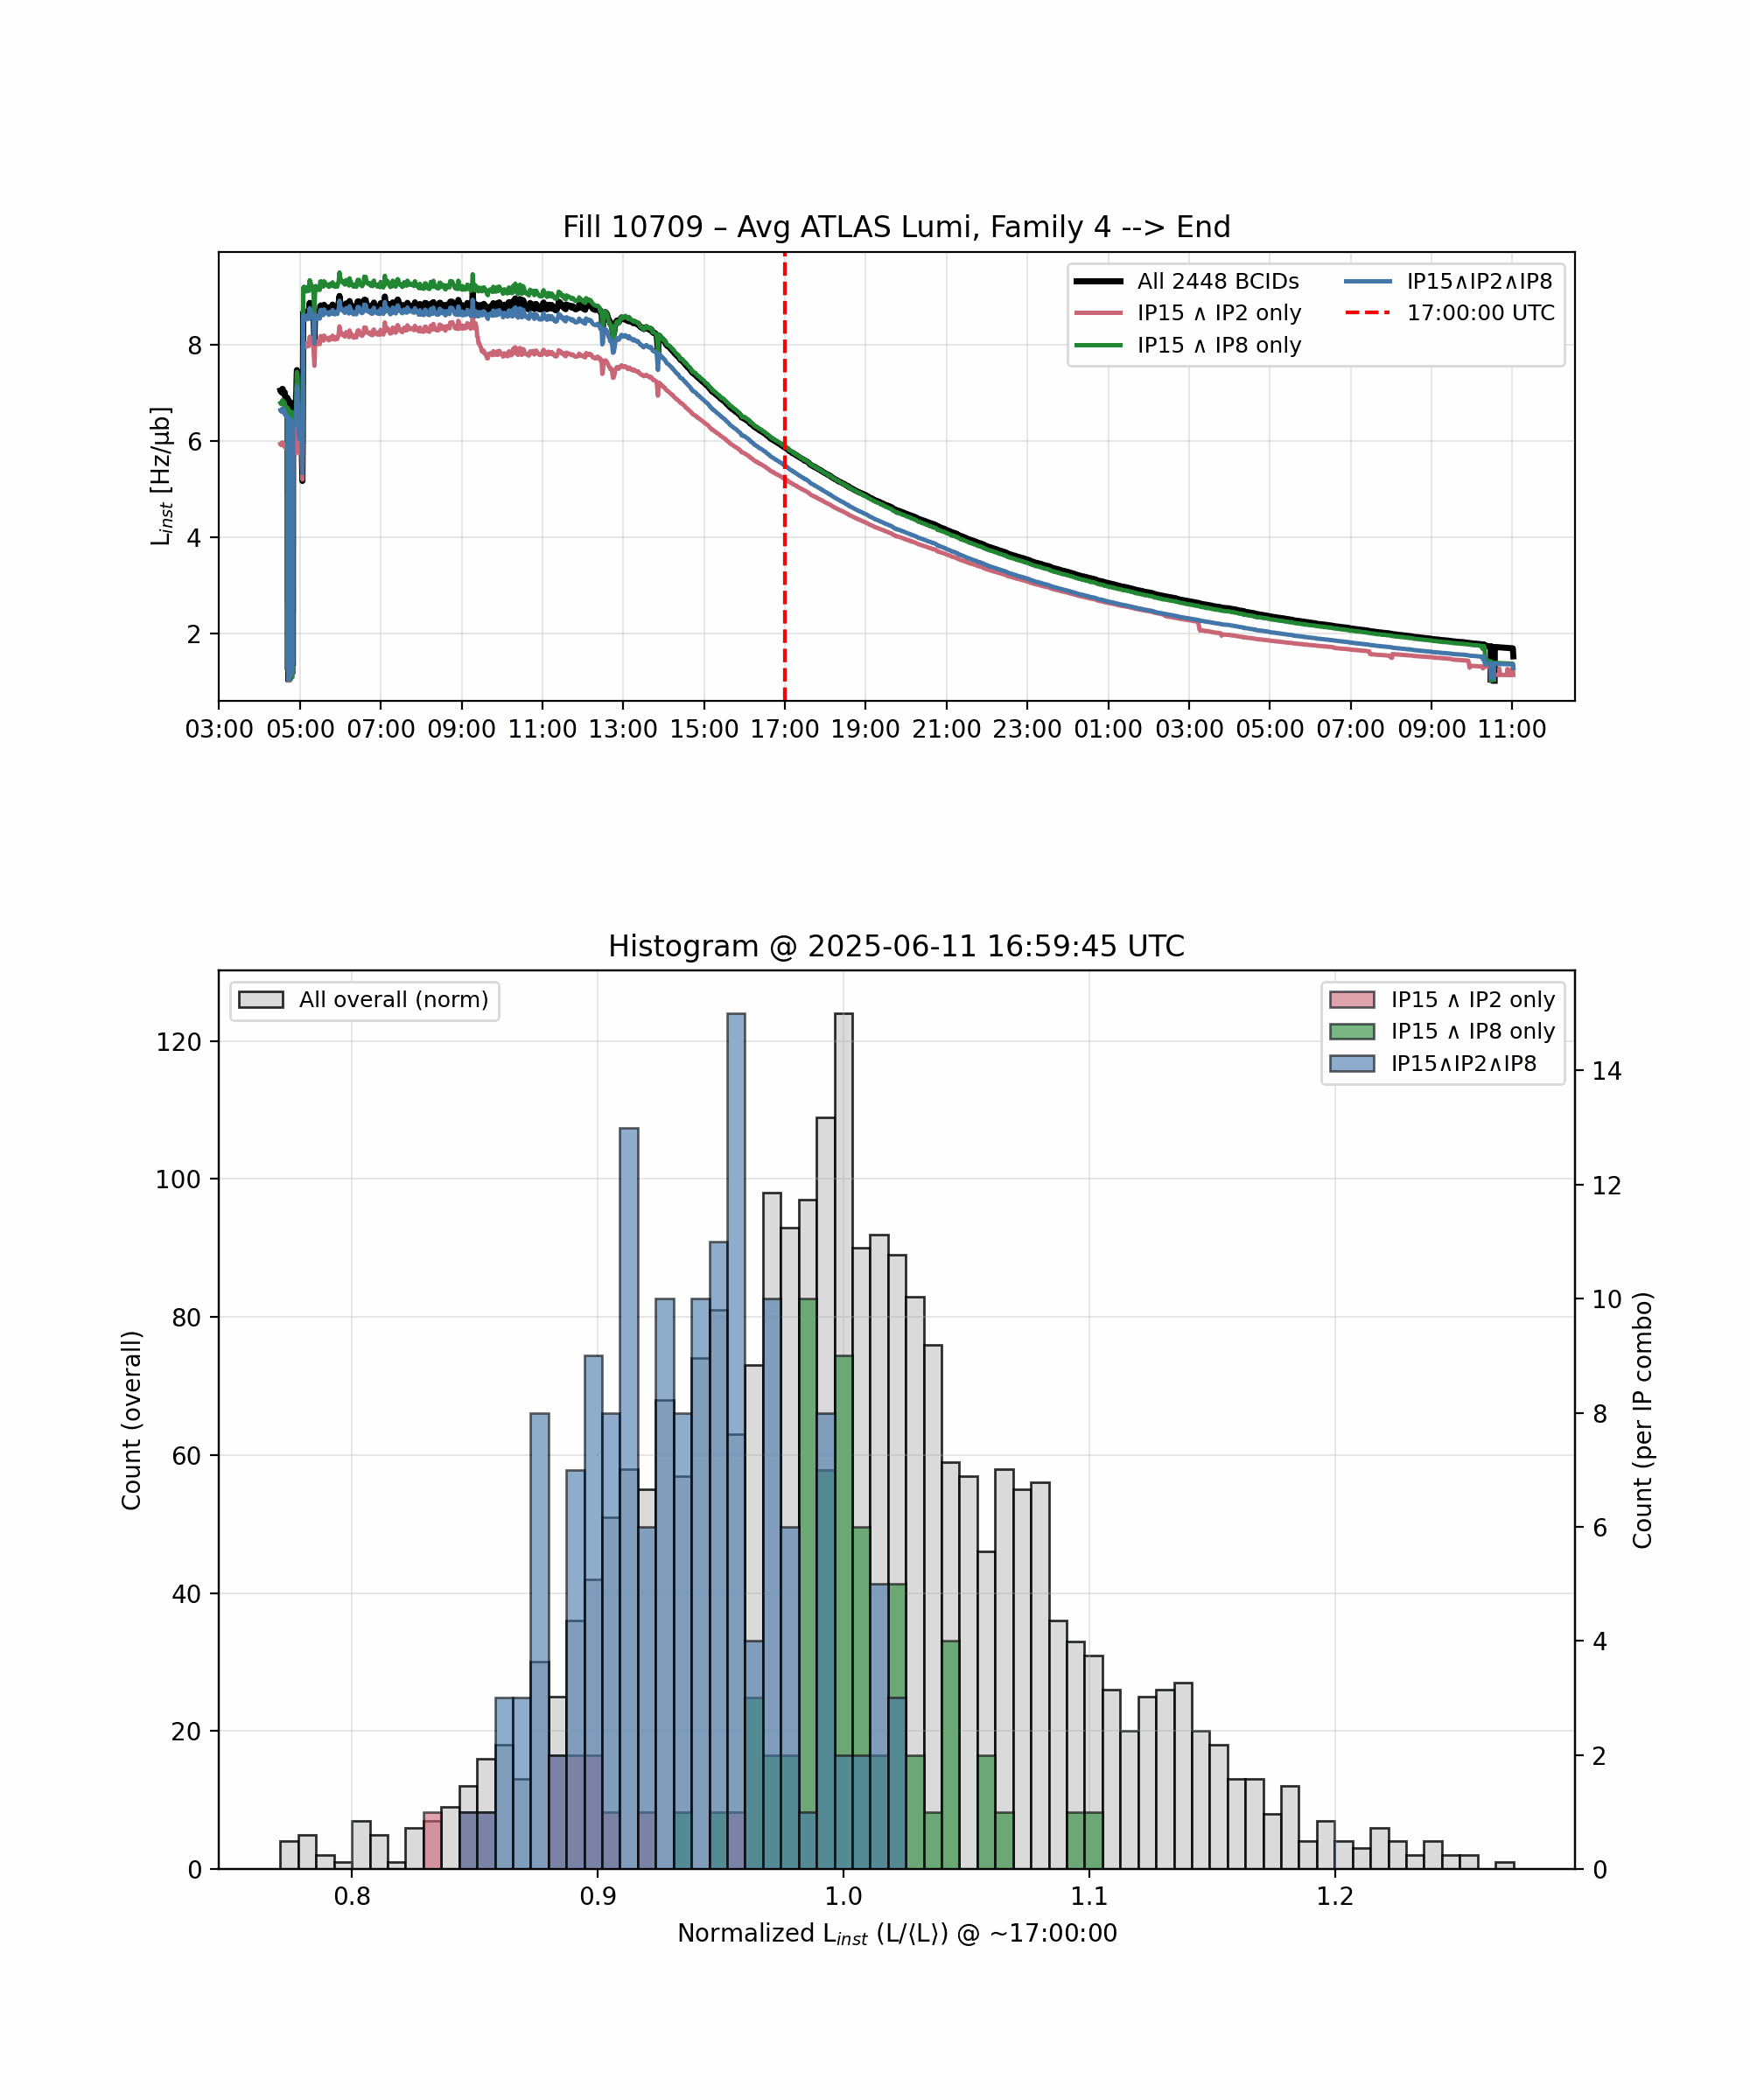 Fill 10709 – Avg ATLAS Lumi, Family 4 --> End
All 2448 BCIDs
IP15 ∧ IP2 only
IP15 ∧ IP8 only
IP15∧IP2∧IP8
17:00:00 UTC
L_inst [Hz/μb]
8
6
4
2
03:00 05:00 07:00 09:00 11:00 13:00 15:00 17:00 19:00 21:00 23:00 01:00 03:00 05:00 07:00 09:00 11:00
Histogram @ 2025-06-11 16:59:45 UTC
All overall (norm)
IP15 ∧ IP2 only
IP15 ∧ IP8 only
IP15∧IP2∧IP8
Count (overall)
120
100
80
60
40
20
0
14
12
10
8
6
4
2
0
Count (per IP combo)
0.8 0.9 1.0 1.1 1.2
Normalized L_inst (L/⟨L⟩) @ ~17:00:00